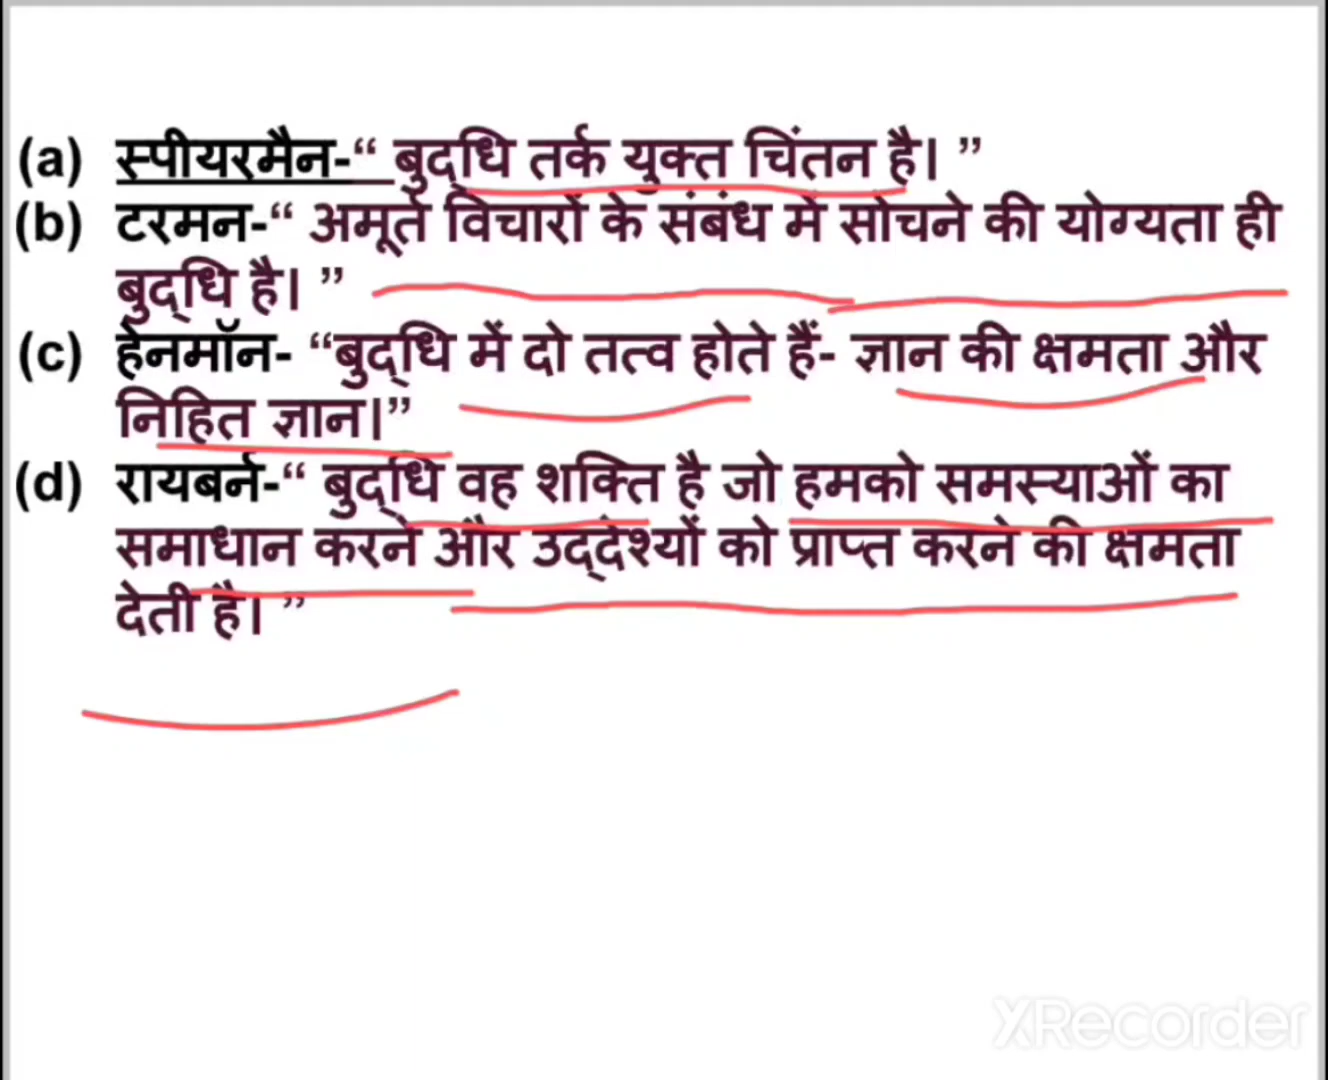 (a) स्पीयरमैन-“ बुद्धि तर्क युक्त चिंतन है। ”
(b) टरमन-“ अमूर्त विचारों के संबंध में सोचने की योग्यता ही
बुद्धि है। ”
(c) हेनमॉन- “बुद्धि में दो तत्व होते हैं- ज्ञान की क्षमता और
निहित ज्ञान।”
(d) रायबर्न-“ बुद्धि वह शक्ति है जो हमको समस्याओं का
समाधान करने और उद्देश्यों को प्राप्त करने की क्षमता
देती है। ”
XRecorder